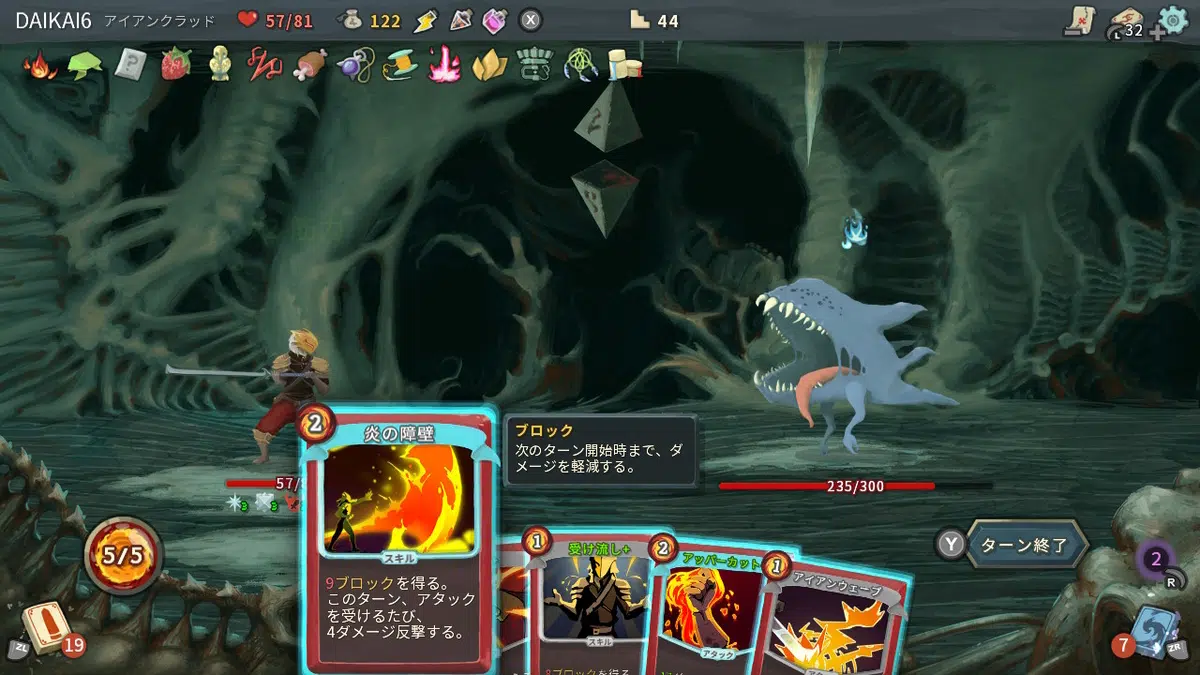 DAIKAI6 アイアンクラッド 57/81 122 X 44 L 32
57/8
235/300
2
炎の障壁
スキル
9ブロックを得る。
このターン、アタック
を受けるたび、
4ダメージ反撃する。
ブロック
次のターン開始時まで、ダ
メージを軽減する。
1
受け流し+
スキル
2
アッパーカット
アタック
1
アイアンウェーブ
5/5
ZL 19
Y ターン終了
2 R
7 ZR